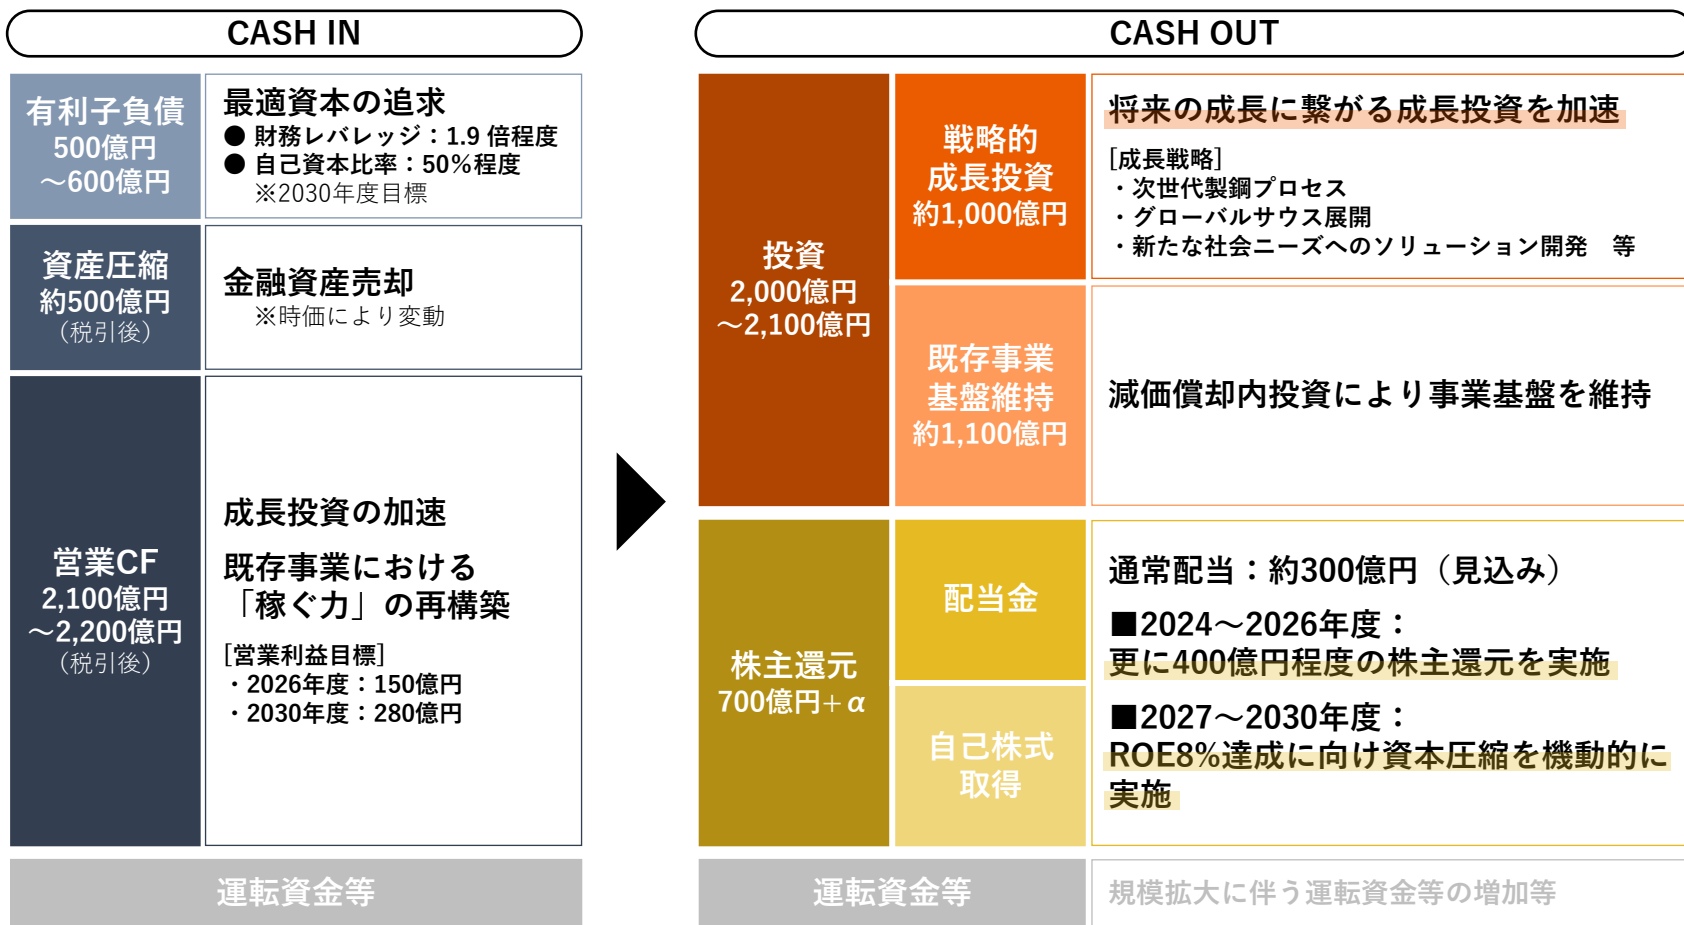 CASH IN
有利子負債
500億円
～600億円
最適資本の追求
● 財務レバレッジ：1.9 倍程度
● 自己資本比率：50%程度
※2030年度目標
資産圧縮
約500億円
（税引後）
金融資産売却
※時価により変動
営業CF
2,100億円
～2,200億円
（税引後）
成長投資の加速
既存事業における
「稼ぐ力」の再構築
[営業利益目標]
・2026年度：150億円
・2030年度：280億円
運転資金等
CASH OUT
投資
2,000億円
～2,100億円
戦略的
成長投資
約1,000億円
将来の成長に繋がる成長投資を加速
[成長戦略]
・次世代製鋼プロセス
・グローバルサウス展開
・新たな社会ニーズへのソリューション開発　等
既存事業
基盤維持
約1,100億円
減価償却内投資により事業基盤を維持
株主還元
700億円＋α
配当金
自己株式
取得
通常配当：約300億円（見込み）
■2024～2026年度：
更に400億円程度の株主還元を実施
■2027～2030年度：
ROE8%達成に向け資本圧縮を機動的に
実施
運転資金等
規模拡大に伴う運転資金等の増加等